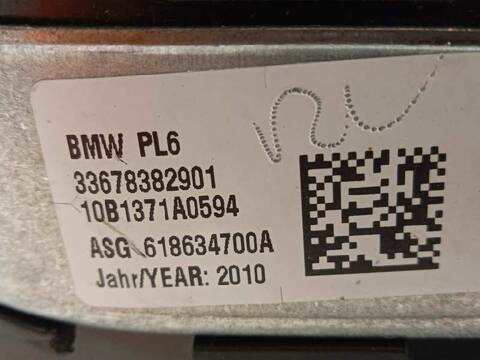 BMW PL6
33678382901
10B1371A0594
ASG 618634700A
Jahr/YEAR: 2010